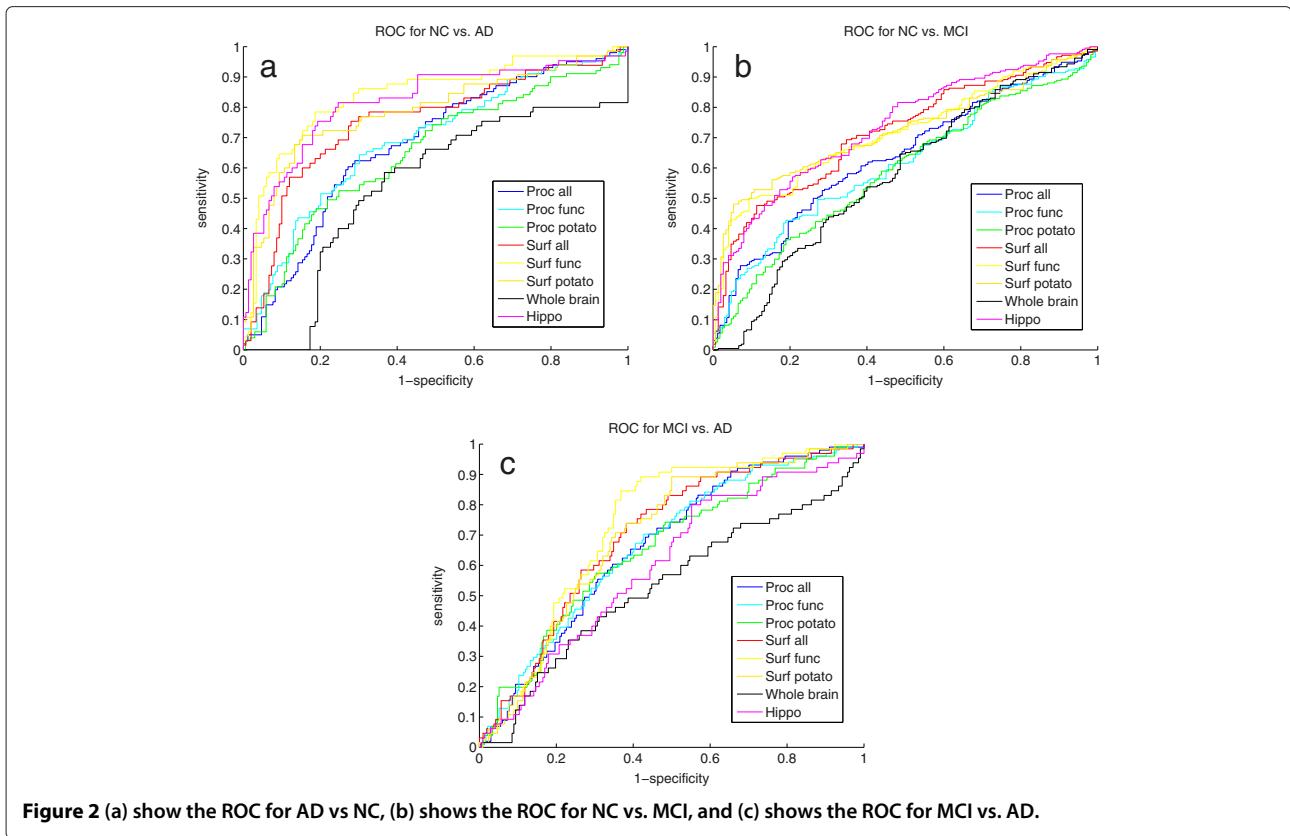 ROC for NC vs. AD
a
1
0.9
0.8
0.7
0.6
0.5
0.4
0.3
0.2
0.1
0
sensitivity
0
0.2
0.4
0.6
0.8
1
1-specificity
Proc all
Proc func
Proc potato
Surf all
Surf func
Surf potato
Whole brain
Hippo
ROC for NC vs. MCI
b
1
0.9
0.8
0.7
0.6
0.5
0.4
0.3
0.2
0.1
0
sensitivity
0
0.2
0.4
0.6
0.8
1
1-specificity
Proc all
Proc func
Proc potato
Surf all
Surf func
Surf potato
Whole brain
Hippo
ROC for MCI vs. AD
c
1
0.9
0.8
0.7
0.6
0.5
0.4
0.3
0.2
0.1
0
sensitivity
0
0.2
0.4
0.6
0.8
1
1-specificity
Proc all
Proc func
Proc potato
Surf all
Surf func
Surf potato
Whole brain
Hippo
Figure 2 (a) show the ROC for AD vs NC, (b) shows the ROC for NC vs. MCI, and (c) shows the ROC for MCI vs. AD.